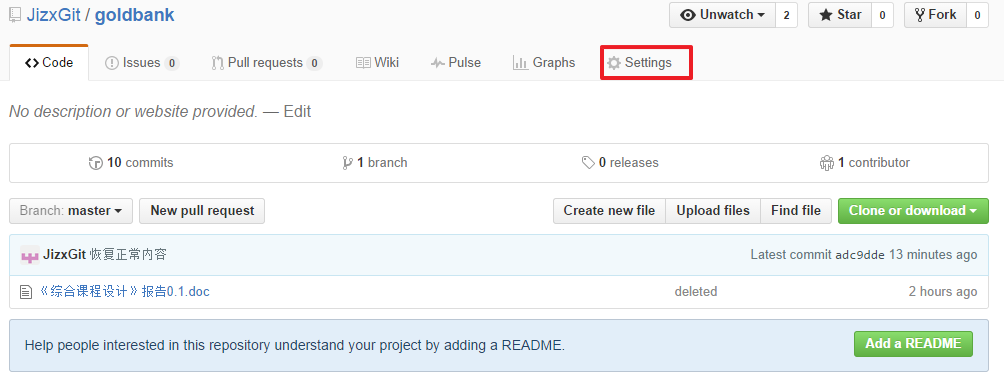 JizxGit / goldbank Unwatch 2 Star 0 Fork 0
Code Issues 0 Pull requests 0 Wiki Pulse Graphs Settings
No description or website provided. — Edit
10 commits 1 branch 0 releases 1 contributor
Branch: master New pull request Create new file Upload files Find file Clone or download
JizxGit 恢复正常内容 Latest commit adc9dde 13 minutes ago
《综合课程设计》报告0.1.doc deleted 2 hours ago
Help people interested in this repository understand your project by adding a README. Add a README